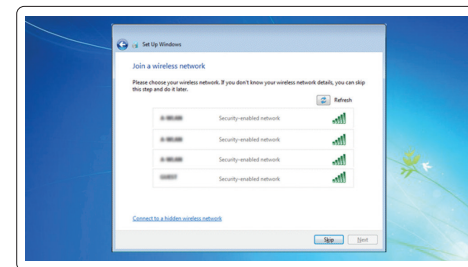 Set Up Windows
Join a wireless network
Please choose your wireless network. If you don't know your wireless network details, you can skip
this step and do it later.
Refresh
Security-enabled network
Security-enabled network
Security-enabled network
Security-enabled network
Connect to a hidden wireless network
Skip Next